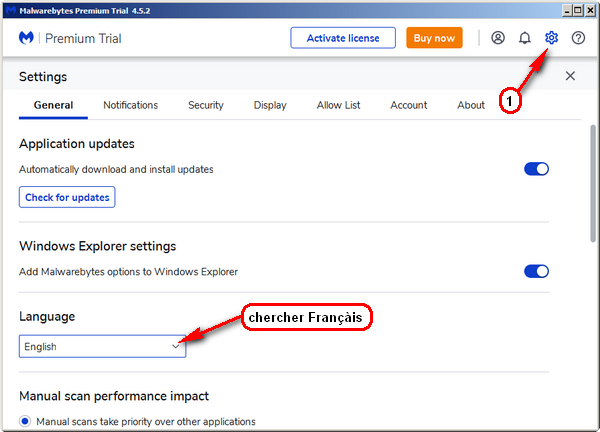 Malwarebytes Premium Trial 4.5.2
Premium Trial
Activate license
Buy now
Settings
General Notifications Security Display Allow List Account About
1
Application updates
Automatically download and install updates
Check for updates
Windows Explorer settings
Add Malwarebytes options to Windows Explorer
Language
chercher Françàis
English
Manual scan performance impact
Manual scans take priority over other applications